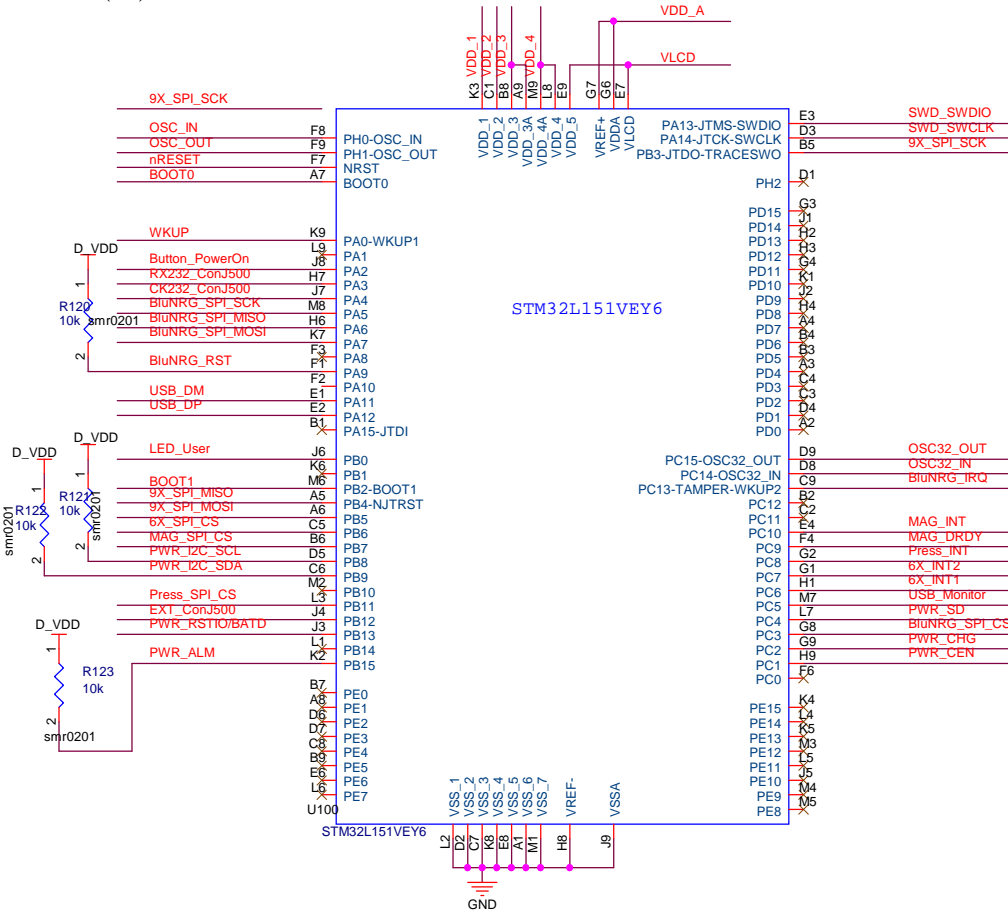 VDD_A
VLCD
VDD_1
VDD_2
VDD_3
VDD_4
K3
C1
B8
A9
M9
L8
E9
G7
G6
E7
VDD_1
VDD_2
VDD_3
VDD_3A
VDD_4A
VDD_4
VDD_5
VREF+
VDDA
VLCD
9X_SPI_SCK
OSC_IN F8 PH0-OSC_IN
OSC_OUT F9 PH1-OSC_OUT
nRESET F7 NRST
BOOT0 A7 BOOT0
WKUP K9 PA0-WKUP1
L9 PA1
Button_PowerOn J8 PA2
RX232_ConJ500 H7 PA3
CK232_ConJ500 J7 PA4
BluNRG_SPI_SCK M8 PA5
BluNRG_SPI_MISO H6 PA6
BluNRG_SPI_MOSI K7 PA7
F3 PA8
BluNRG_RST F1 PA9
F2 PA10
USB_DM E1 PA11
USB_DP E2 PA12
B1 PA15-JTDI
LED_User J6 PB0
K6 PB1
BOOT1 M6 PB2-BOOT1
9X_SPI_MISO A5 PB4-NJTRST
9X_SPI_MOSI A6 PB5
6X_SPI_CS C5 PB6
MAG_SPI_CS B6 PB7
PWR_I2C_SCL D5 PB8
PWR_I2C_SDA C6 PB9
M2 PB10
Press_SPI_CS L3 PB11
EXT_ConJ500 J4 PB12
PWR_RSTIO/BATD J3 PB13
L1 PB14
PWR_ALM K2 PB15
B7 PE0
A8 PE1
D6 PE2
D7 PE3
C8 PE4
B9 PE5
E6 PE6
L6 PE7
D_VDD
1
R120
10k
smr0201
2
D_VDD
1
R121
10k
smr0201
2
D_VDD
1
R122
10k
smr0201
2
D_VDD
1
R123
10k
2
smr0201
STM32L151VEY6
PA13-JTMS-SWDIO E3 SWD_SWDIO
PA14-JTCK-SWCLK D3 SWD_SWCLK
PB3-JTDO-TRACESWO B5 9X_SPI_SCK
PH2 D1
PD15 G3
PD14 J1
PD13 H2
PD12 H3
PD11 G4
PD10 K1
PD9 J2
PD8 H4
PD7 A4
PD6 B4
PD5 B3
PD4 A3
PD3 C4
PD2 C3
PD1 D4
PD0 A2
PC15-OSC32_OUT D9 OSC32_OUT
PC14-OSC32_IN D8 OSC32_IN
PC13-TAMPER-WKUP2 C9 BluNRG_IRQ
PC12 B2
PC11 C2
PC10 E4 MAG_INT
PC9 F4 MAG_DRDY
PC8 G2 Press_INT
PC7 G1 6X_INT2
PC6 H1 6X_INT1
PC5 M7 USB_Monitor
PC4 L7 PWR_SD
PC3 G8 BluNRG_SPI_CS
PC2 G9 PWR_CHG
PC1 H9 PWR_CEN
PC0 F6
PE15 K4
PE14 L4
PE13 K5
PE12 M3
PE11 L5
PE10 J5
PE9 M4
PE8 M5
U100
STM32L151VEY6
VSS_1
VSS_2
VSS_3
VSS_4
VSS_5
VSS_6
VSS_7
VREF-
VSSA
L2
D2
C7
K8
E8
A1
M1
H8
J9
GND